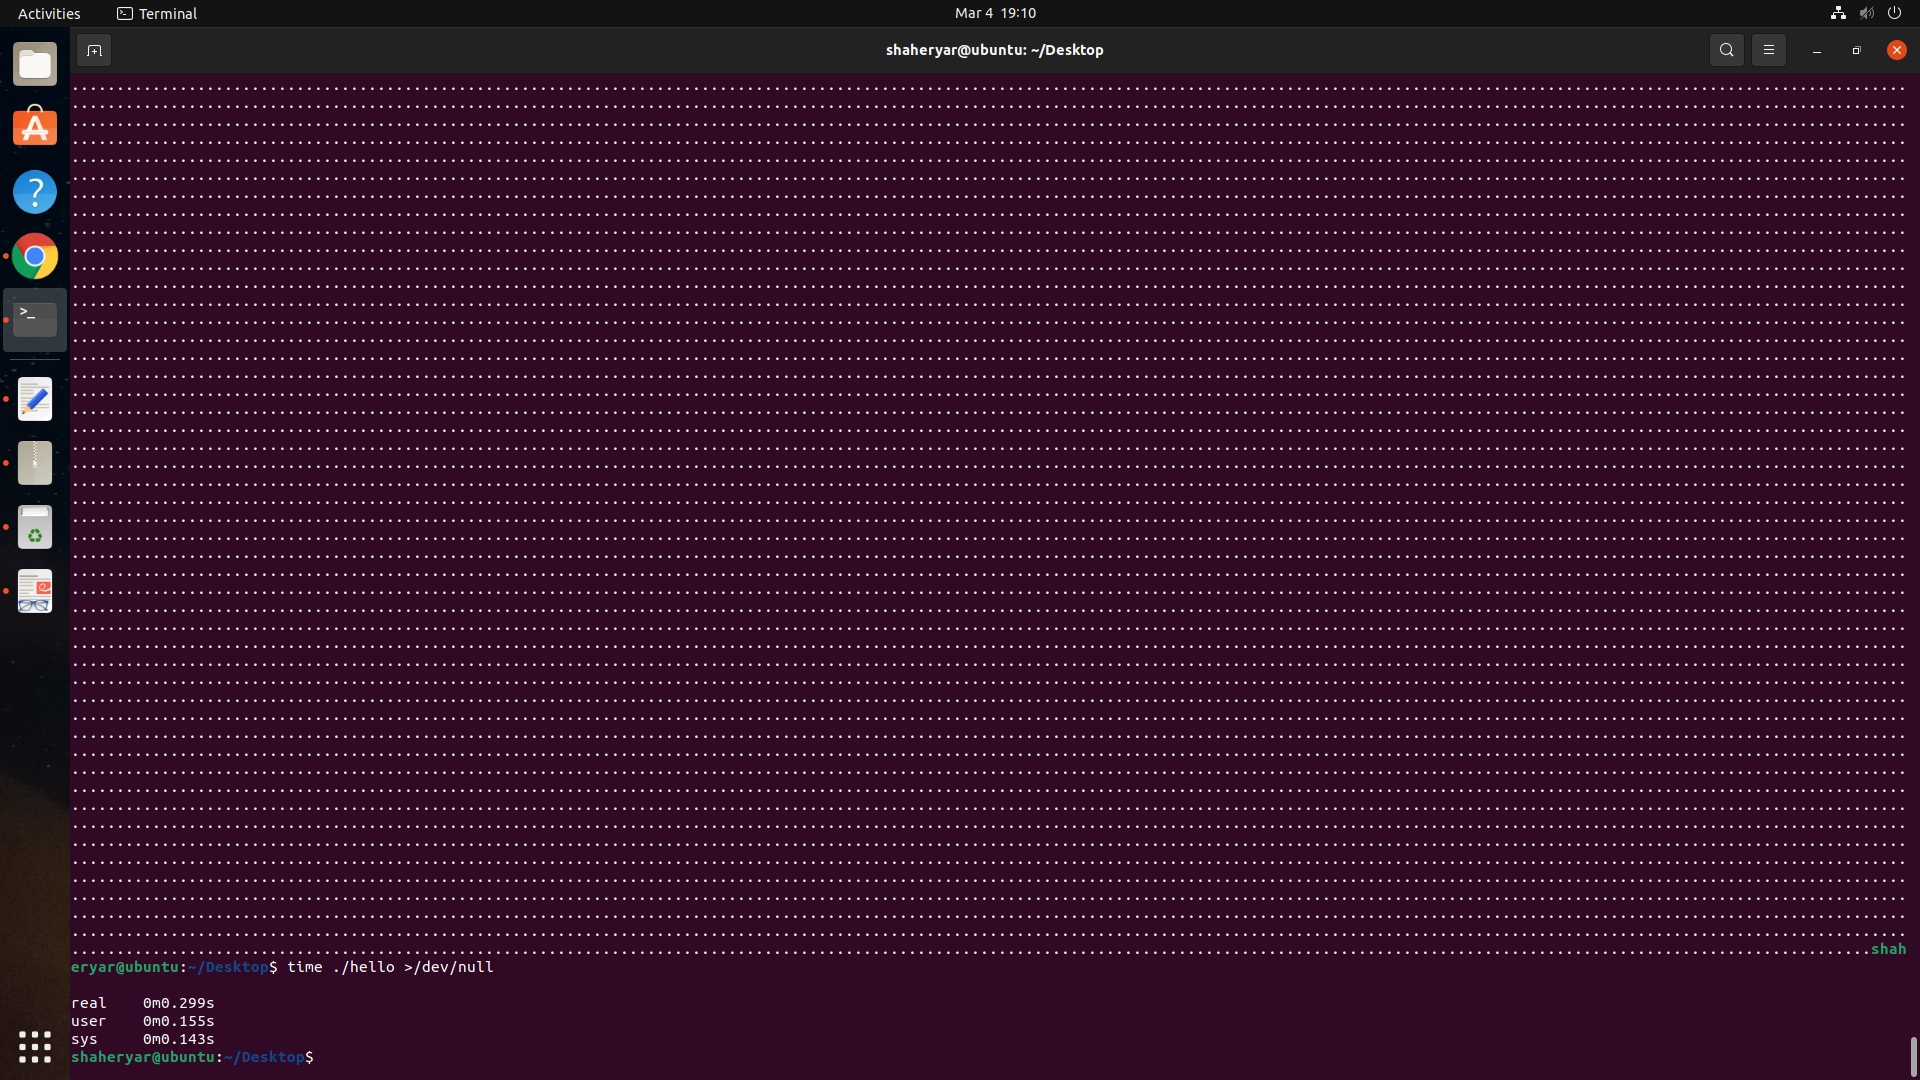 Activities
Terminal
Mar 4 19:10
shaheryar@ubuntu: ~/Desktop
shah
eryar@ubuntu:~/Desktop$ time ./hello >/dev/null
real 0m0.299s
user 0m0.155s
sys 0m0.143s
shaheryar@ubuntu:~/Desktop$